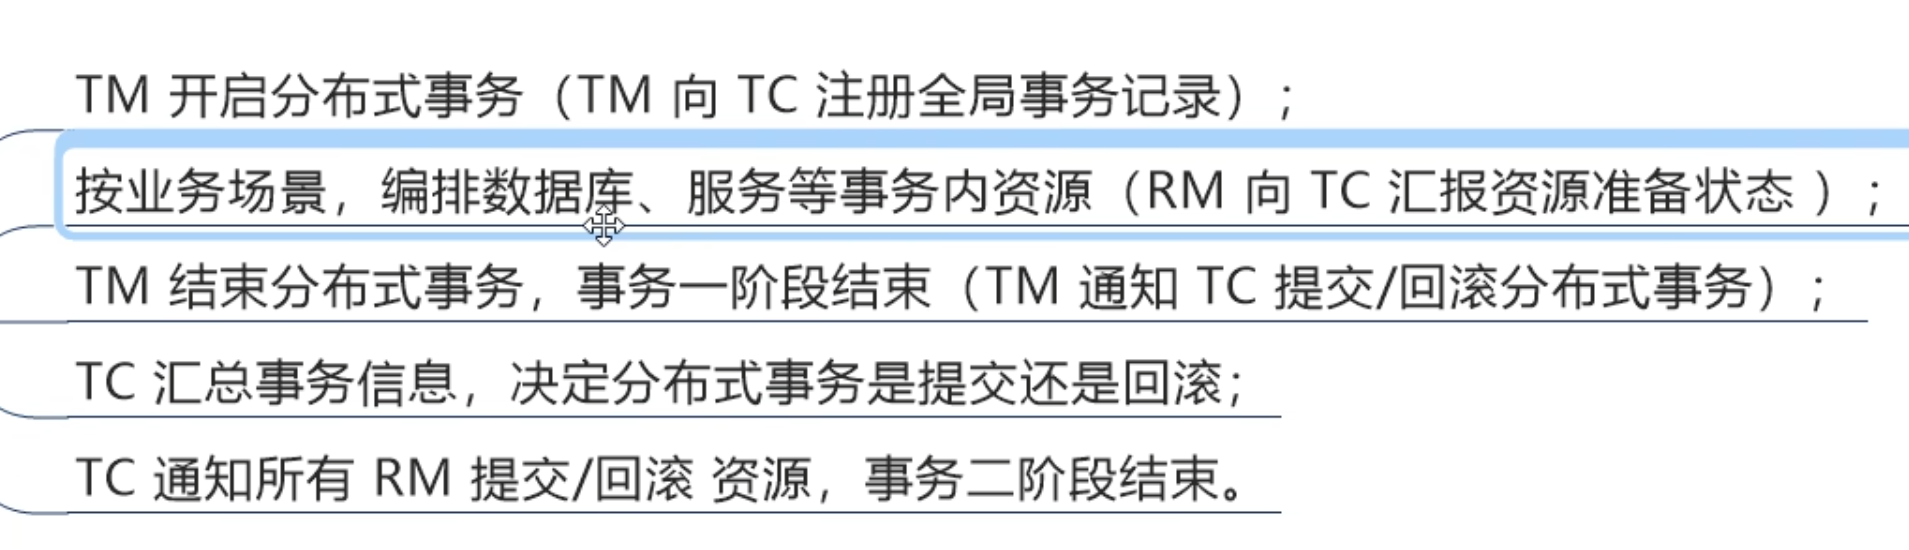 TM 开启分布式事务（TM 向 TC 注册全局事务记录）；
按业务场景，编排数据库、服务等事务内资源（RM 向 TC 汇报资源准备状态 ）；
TM 结束分布式事务，事务一阶段结束（TM 通知 TC 提交/回滚分布式事务）；
TC 汇总事务信息，决定分布式事务是提交还是回滚；
TC 通知所有 RM 提交/回滚 资源，事务二阶段结束。